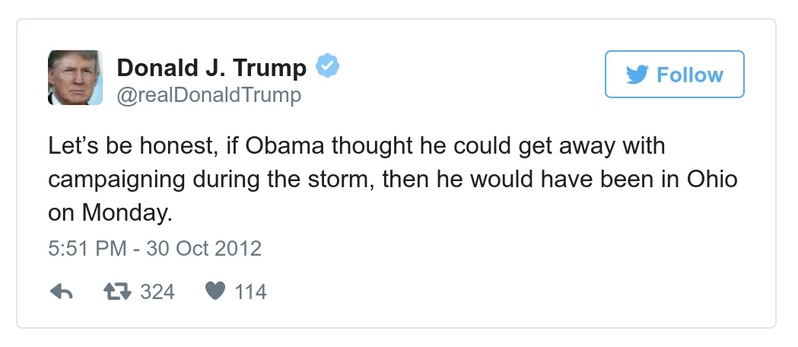 Donald J. Trump
@realDonaldTrump
Follow
Let’s be honest, if Obama thought he could get away with
campaigning during the storm, then he would have been in Ohio
on Monday.
5:51 PM - 30 Oct 2012
324 114